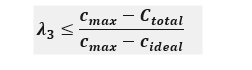 λ₃ ≤ (c_max − C_total) / (c_max − c_ideal)